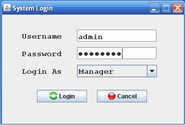 System Login
Username admin
Password ●●●●●●●●
Login As Manager
Login Cancel